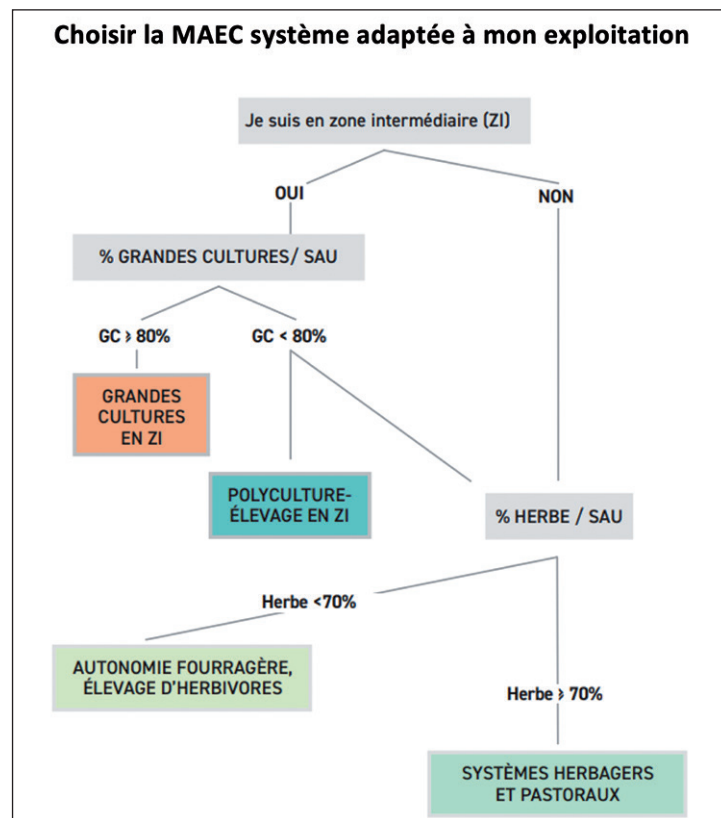 Choisir la MAEC système adaptée à mon exploitation
Je suis en zone intermédiaire (ZI)
OUI
NON
% GRANDES CULTURES/ SAU
GC ≥ 80%
GC < 80%
GRANDES
CULTURES
EN ZI
POLYCULTURE-
ÉLEVAGE EN ZI
% HERBE / SAU
Herbe <70%
AUTONOMIE FOURRAGÈRE,
ÉLEVAGE D'HERBIVORES
Herbe ≥ 70%
SYSTÈMES HERBAGERS
ET PASTORAUX